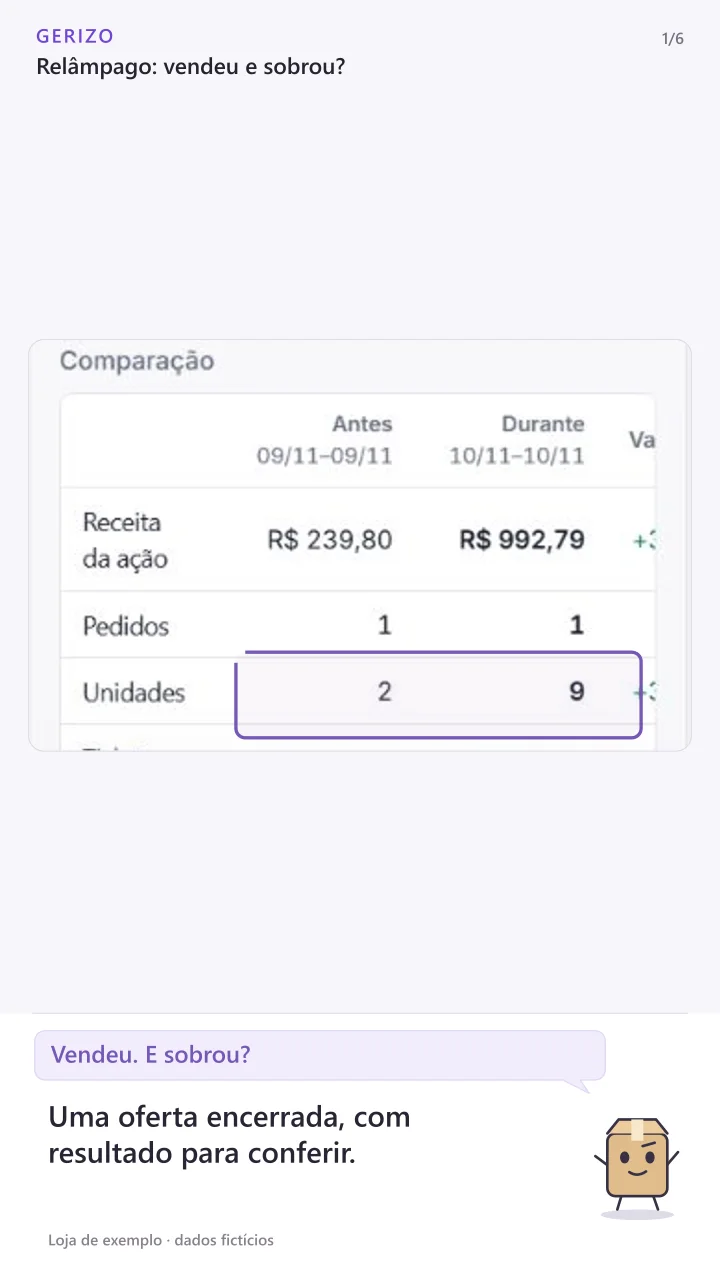 GERIZO
1/6
Relâmpago: vendeu e sobrou?
Comparação
Antes Durante
Va
09/11–09/11 10/11–10/11
Receita
da ação R$ 239,80 R$ 992,79
Pedidos 1 1
Unidades 2 9
Vendeu. E sobrou?
Uma oferta encerrada, com
resultado para conferir.
Loja de exemplo · dados fictícios